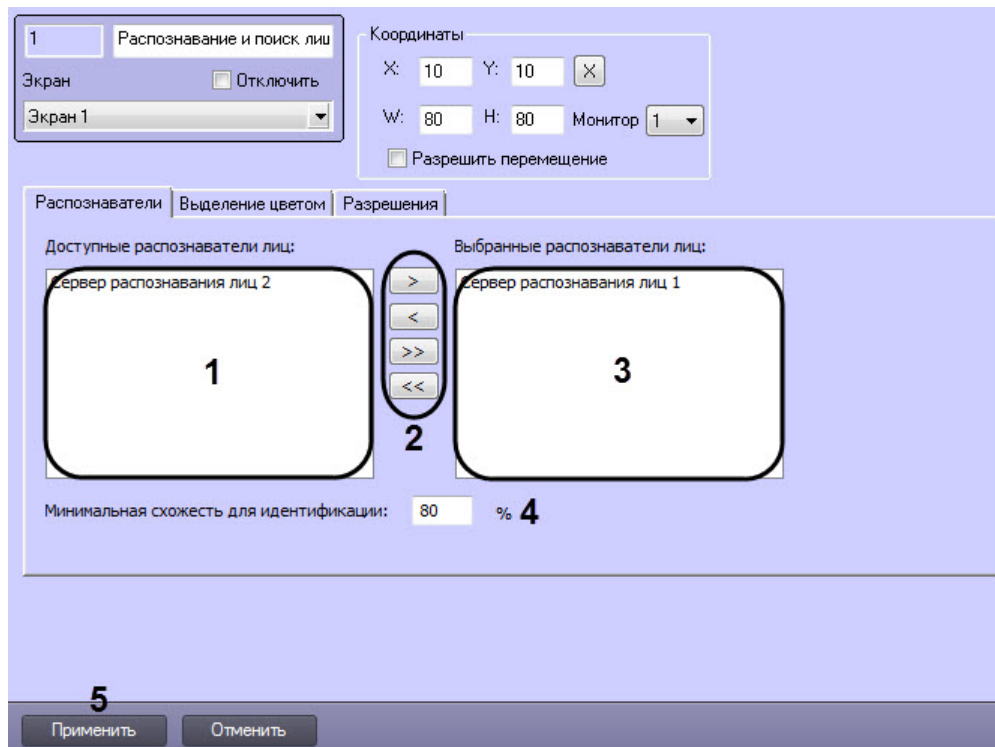 1 Распознавание и поиск лиц
Экран Отключить
Экран 1
Координаты
X: 10 Y: 10 X
W: 80 H: 80 Монитор 1
Разрешить перемещение
Распознаватели Выделение цветом Разрешения
Доступные распознаватели лиц: Выбранные распознаватели лиц:
Сервер распознавания лиц 2 > Сервер распознавания лиц 1
<
>>
<<
1 2 3
Минимальная схожесть для идентификации: 80 % 4
5
Применить Отменить